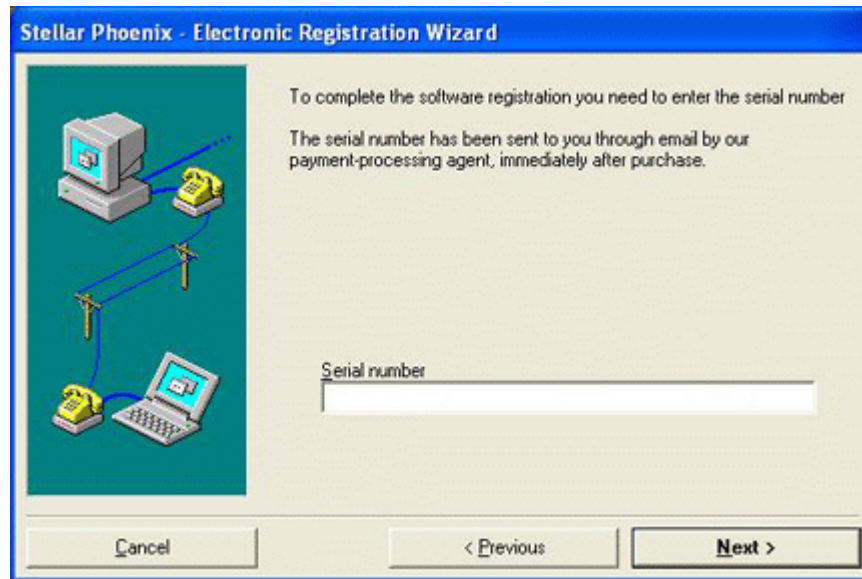 Stellar Phoenix - Electronic Registration Wizard
To complete the software registration you need to enter the serial number
The serial number has been sent to you through email by our
payment-processing agent, immediately after purchase.
Serial number
Cancel
< Previous
Next >